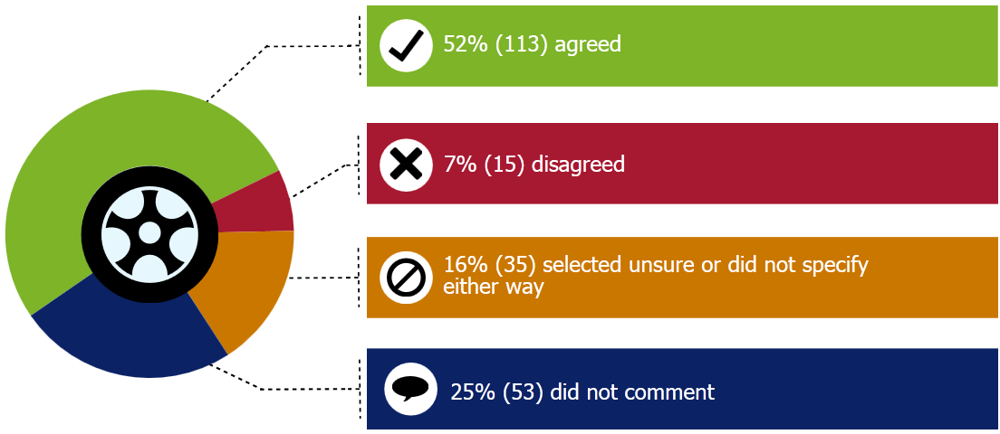 52% (113) agreed
7% (15) disagreed
16% (35) selected unsure or did not specify
either way
25% (53) did not comment